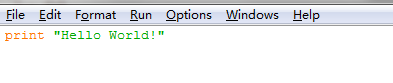 File Edit Format Run Options Windows Help
print "Hello World!"